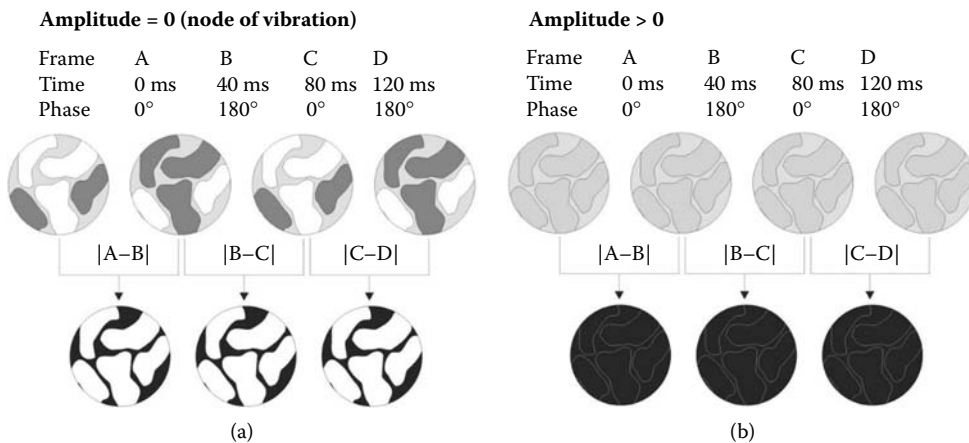 Amplitude = 0 (node of vibration)
Frame A B C D
Time 0 ms 40 ms 80 ms 120 ms
Phase 0° 180° 0° 180°
|A–B| |B–C| |C–D|
(a)
Amplitude > 0
Frame A B C D
Time 0 ms 40 ms 80 ms 120 ms
Phase 0° 180° 0° 180°
|A–B| |B–C| |C–D|
(b)